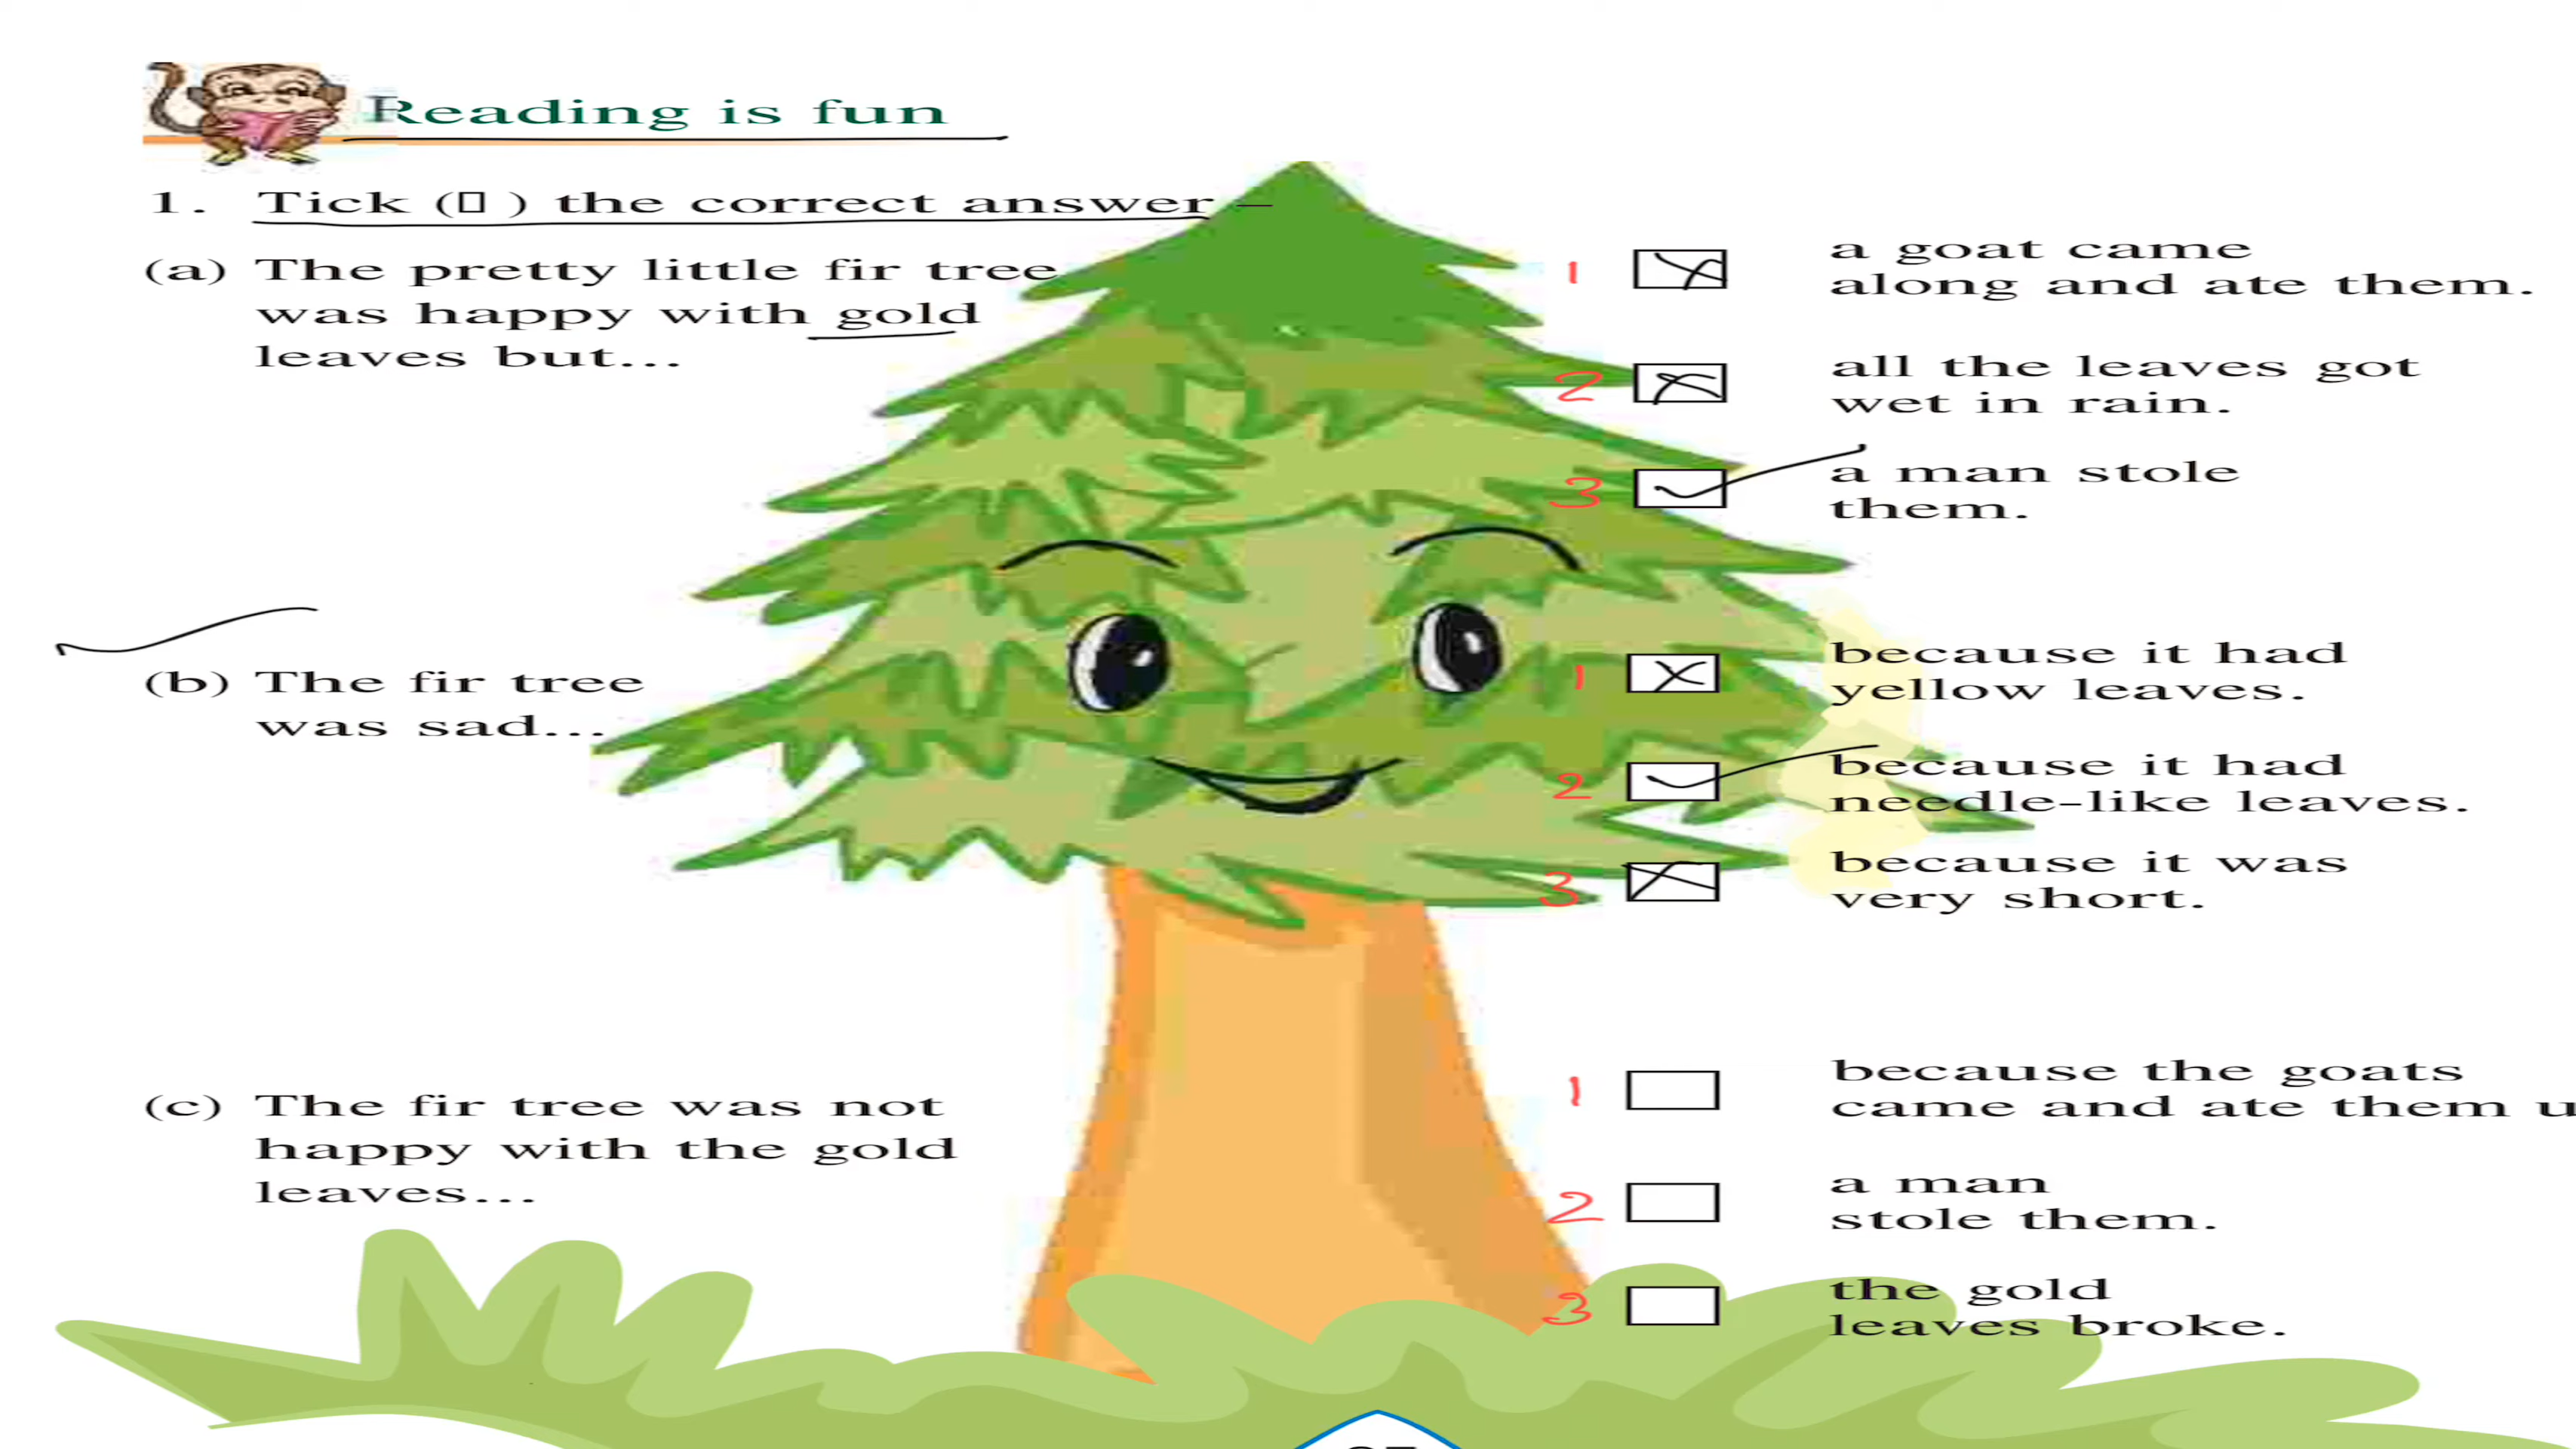 Reading is fun
1. Tick (▯ ) the correct answer –
(a) The pretty little fir tree
was happy with gold
leaves but...
1 a goat came
along and ate them.
2 all the leaves got
wet in rain.
3 a man stole
them.
(b) The fir tree
was sad...
1 because it had
yellow leaves.
2 because it had
needle-like leaves.
3 because it was
very short.
(c) The fir tree was not
happy with the gold
leaves...
1 because the goats
came and ate them u
2 a man
stole them.
3 the gold
leaves broke.